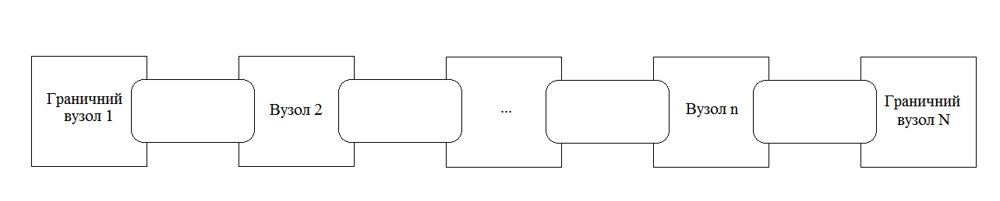 Граничний
вузол 1
Вузол 2
...
Вузол n
Граничний
вузол N